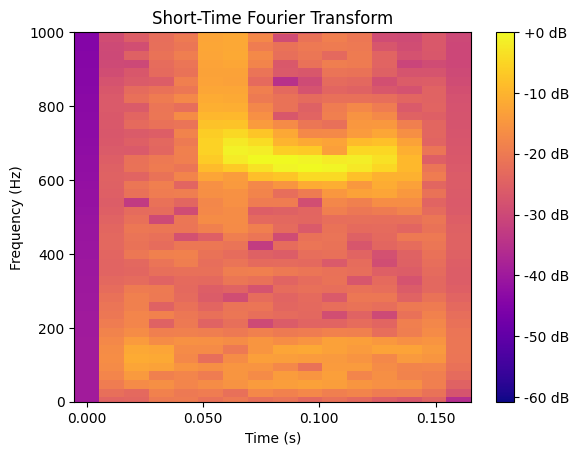 Short-Time Fourier Transform
1000
800
600
400
200
0
Frequency (Hz)
0.000
0.050
0.100
0.150
Time (s)
+0 dB
-10 dB
-20 dB
-30 dB
-40 dB
-50 dB
-60 dB